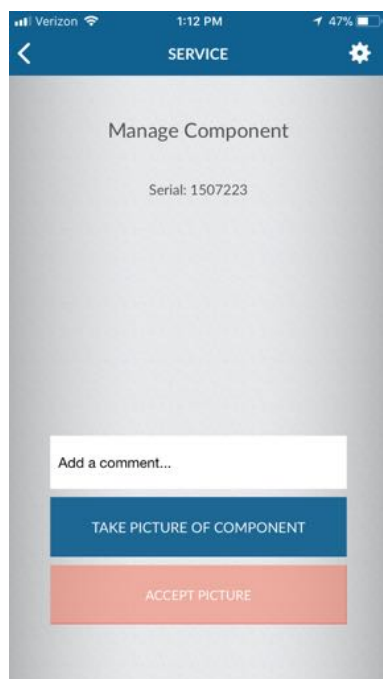 Verizon 1:12 PM 47%
SERVICE
Manage Component
Serial: 1507223
Add a comment...
TAKE PICTURE OF COMPONENT
ACCEPT PICTURE